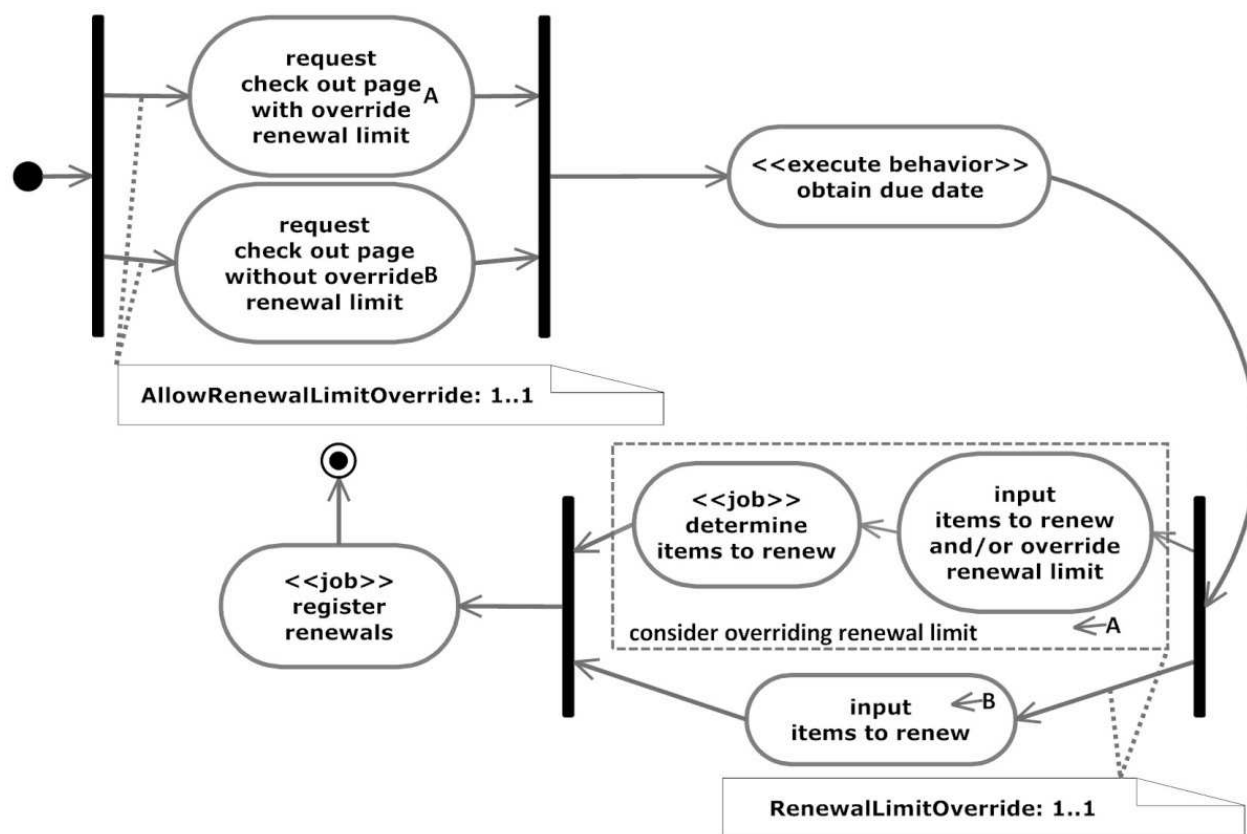 request
check out page A
with override
renewal limit
request
check out page
without override B
renewal limit
<<execute behavior>>
obtain due date
AllowRenewalLimitOverride: 1..1
<<job>>
determine
items to renew
input
items to renew
and/or override
renewal limit
consider overriding renewal limit
A
<<job>>
register
renewals
B
input
items to renew
RenewalLimitOverride: 1..1